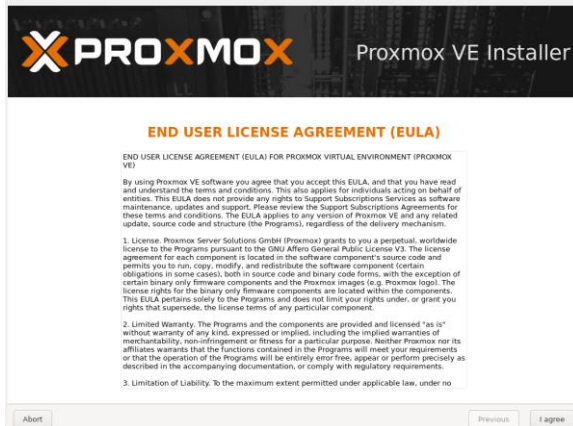 PROXMOX
Proxmox VE Installer
END USER LICENSE AGREEMENT (EULA)
END USER LICENSE AGREEMENT (EULA) FOR PROXMOX VIRTUAL ENVIRONMENT (PROXMOX
VE)
By using Proxmox VE software you agree that you accept this EULA, and that you have read
and understand the terms and conditions. This also applies for individuals acting on behalf of
entities. This EULA does not provide any rights to Support Subscriptions Services as software
maintenance, updates and support. Please review the Support Subscriptions Agreements for
these terms and conditions. The EULA applies to any version of Proxmox VE and any related
update, source code and structure (the Programs), regardless of the delivery mechanism.
1. License. Proxmox Server Solutions GmbH (Proxmox) grants to you a perpetual, worldwide
license to the Programs pursuant to the GNU Affero General Public License V3. The license
agreement for each component is located in the software component's source code and
permits you to run, copy, modify, and redistribute the software component (certain
obligations in some cases), both in source code and binary code forms, with the exception of
certain binary only firmware components and the Proxmox images (e.g. Proxmox logo). The
license rights for the binary only firmware components are located within the components.
This EULA pertains solely to the Programs and does not limit your rights under, or grant you
rights that supersede, the license terms of any particular component.
2. Limited Warranty. The Programs and the components are provided and licensed "as is"
without warranty of any kind, expressed or implied, including the implied warranties of
merchantability, non-infringement or fitness for a particular purpose. Neither Proxmox nor its
affiliates warrants that the functions contained in the Programs will meet your requirements
or that the operation of the Programs will be entirely error free, appear or perform precisely as
described in the accompanying documentation, or comply with regulatory requirements.
3. Limitation of Liability. To the maximum extent permitted under applicable law, under no
Abort
Previous
I agree